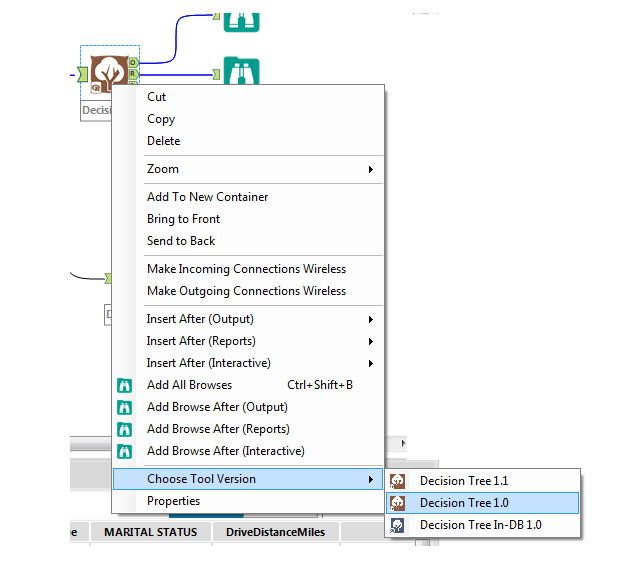 O
R
Decisi
Cut
Copy
Delete
Zoom
Add To New Container
Bring to Front
Send to Back
Make Incoming Connections Wireless
Make Outgoing Connections Wireless
Insert After (Output)
Insert After (Reports)
Insert After (Interactive)
Add All Browses Ctrl+Shift+B
Add Browse After (Output)
Add Browse After (Reports)
Add Browse After (Interactive)
Choose Tool Version
Properties
Decision Tree 1.1
Decision Tree 1.0
Decision Tree In-DB 1.0
e MARITAL STATUS DriveDistanceMiles